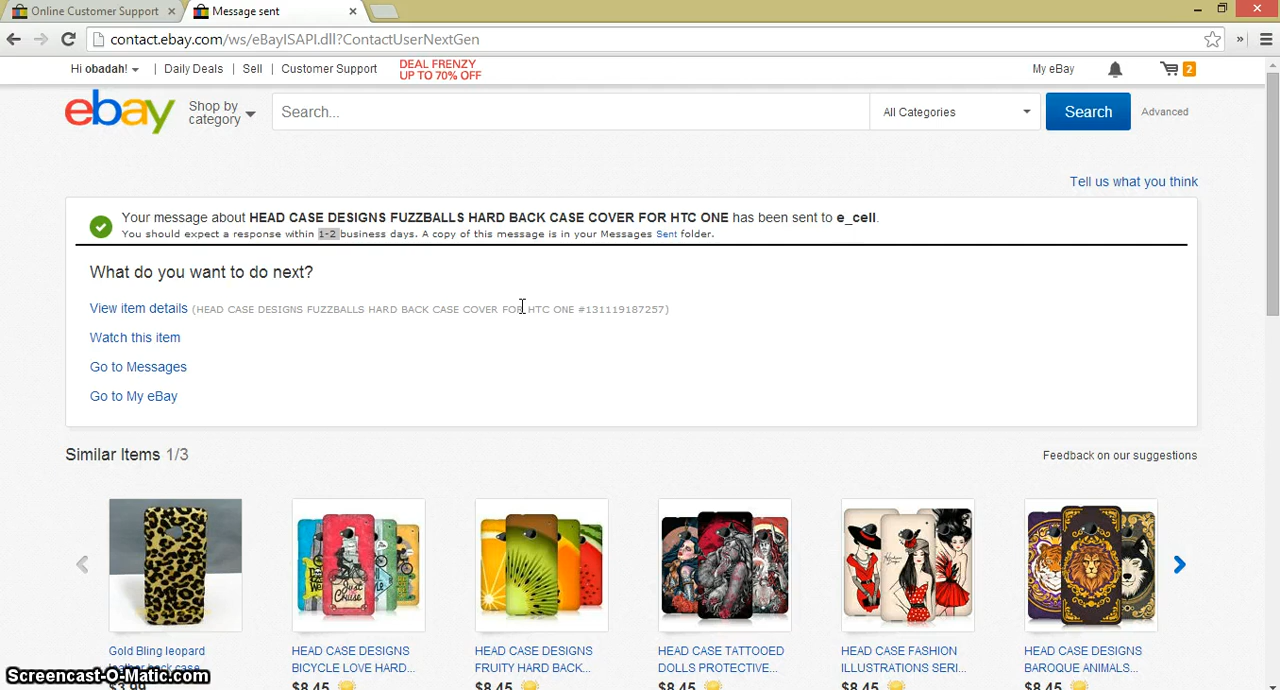 Online Customer Support
Message sent
contact.ebay.com/ws/eBayISAPI.dll?ContactUserNextGen
Hi obadah! | Daily Deals | Sell | Customer Support
DEAL FRENZY
UP TO 70% OFF
My eBay 2
ebay
Shop by
category
Search...
All Categories
Search
Advanced
Tell us what you think
Your message about HEAD CASE DESIGNS FUZZBALLS HARD BACK CASE COVER FOR HTC ONE has been sent to e_cell.
You should expect a response within 1-2 business days. A copy of this message is in your Messages Sent folder.
What do you want to do next?
View item details (HEAD CASE DESIGNS FUZZBALLS HARD BACK CASE COVER FOR HTC ONE #131119187257)
Watch this item
Go to Messages
Go to My eBay
Similar Items 1/3
Feedback on our suggestions
Gold Bling leopard
leather back case
$3.99
HEAD CASE DESIGNS
BICYCLE LOVE HARD...
$8.45
HEAD CASE DESIGNS
FRUITY HARD BACK...
$8.45
HEAD CASE TATTOOED
DOLLS PROTECTIVE...
$8.45
HEAD CASE FASHION
ILLUSTRATIONS SERI...
$8.45
HEAD CASE DESIGNS
BAROQUE ANIMALS...
$8.45
Screencast-O-Matic.com